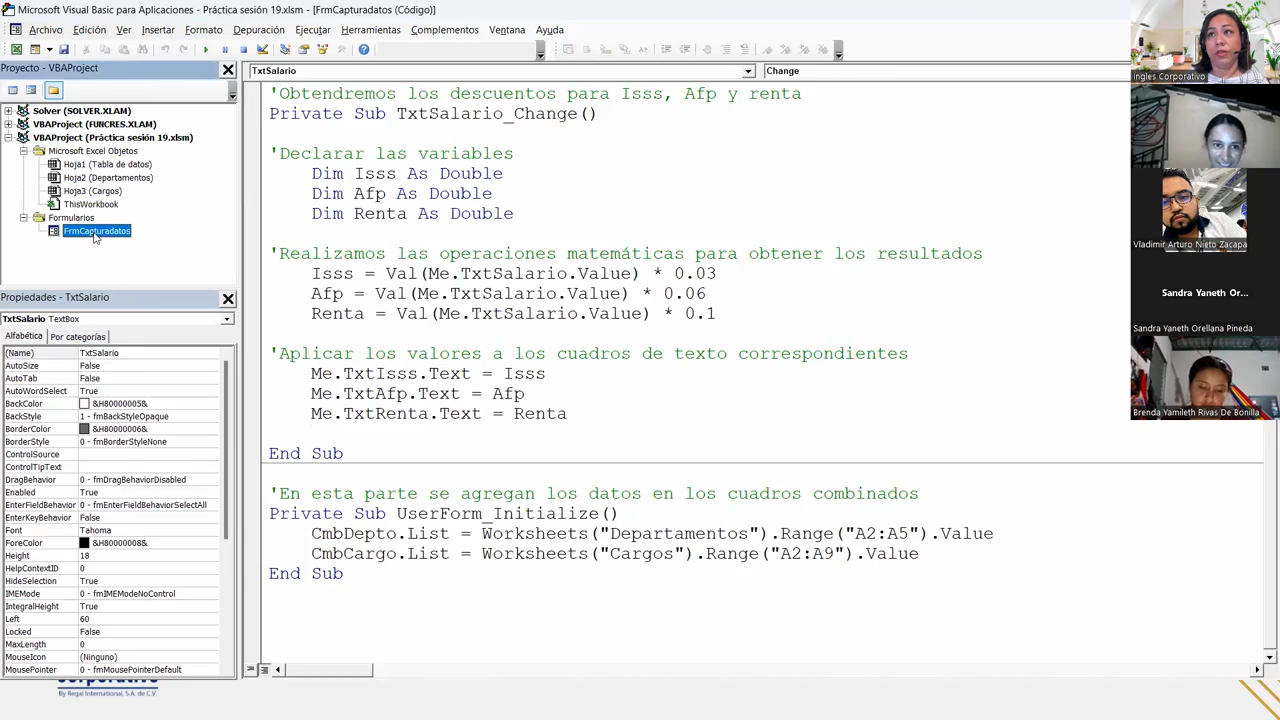 Microsoft Visual Basic para Aplicaciones - Práctica sesión 19.xlsm - [FrmCapturadatos (Código)]
Archivo Edición Ver Insertar Formato Depuración Ejecutar Herramientas Complementos Ventana Ayuda
Proyecto - VBAProject
Solver (SOLVER.XLAM)
VBAProject (FUNCRES.XLAM)
VBAProject (Práctica sesión 19.xlsm)
Microsoft Excel Objetos
Hoja1 (Tabla de datos)
Hoja2 (Departamentos)
Hoja3 (Cargos)
ThisWorkbook
Formularios
FrmCapturadatos
Propiedades - TxtSalario
TxtSalario TextBox
Alfabética Por categorías
(Name) TxtSalario
AutoSize False
AutoTab False
AutoWordSelect True
BackColor &H80000005&
BackStyle 1 - fmBackStyleOpaque
BorderColor &H80000006&
BorderStyle 0 - fmBorderStyleNone
ControlSource
ControlTipText
DragBehavior 0 - fmDragBehaviorDisabled
Enabled True
EnterFieldBehavior 0 - fmEnterFieldBehaviorSelectAll
EnterKeyBehavior False
Font Tahoma
ForeColor &H80000008&
Height 18
HelpContextID 0
HideSelection True
IMEMode 0 - fmIMEModeNoControl
IntegralHeight True
Left 60
Locked False
MaxLength 0
MouseIcon (Ninguno)
MousePointer 0 - fmMousePointerDefault
TxtSalario Change
'Obtendremos los descuentos para Isss, Afp y renta
Private Sub TxtSalario_Change()
'Declarar las variables
Dim Isss As Double
Dim Afp As Double
Dim Renta As Double
'Realizamos las operaciones matemáticas para obtener los resultados
Isss = Val(Me.TxtSalario.Value) * 0.03
Afp = Val(Me.TxtSalario.Value) * 0.06
Renta = Val(Me.TxtSalario.Value) * 0.1
'Aplicar los valores a los cuadros de texto correspondientes
Me.TxtIsss.Text = Isss
Me.TxtAfp.Text = Afp
Me.TxtRenta.Text = Renta
End Sub
'En esta parte se agregan los datos en los cuadros combinados
Private Sub UserForm_Initialize()
CmbDepto.List = Worksheets("Departamentos").Range("A2:A5").Value
CmbCargo.List = Worksheets("Cargos").Range("A2:A9").Value
End Sub
Ingles Corporativo
Vladimir Arturo Nieto Zacapa
Sandra Yaneth Or...
Sandra Yaneth Orellana Pineda
Brenda Yamileth Rivas De Bonilla
By Regal International, S.A. de C.V.